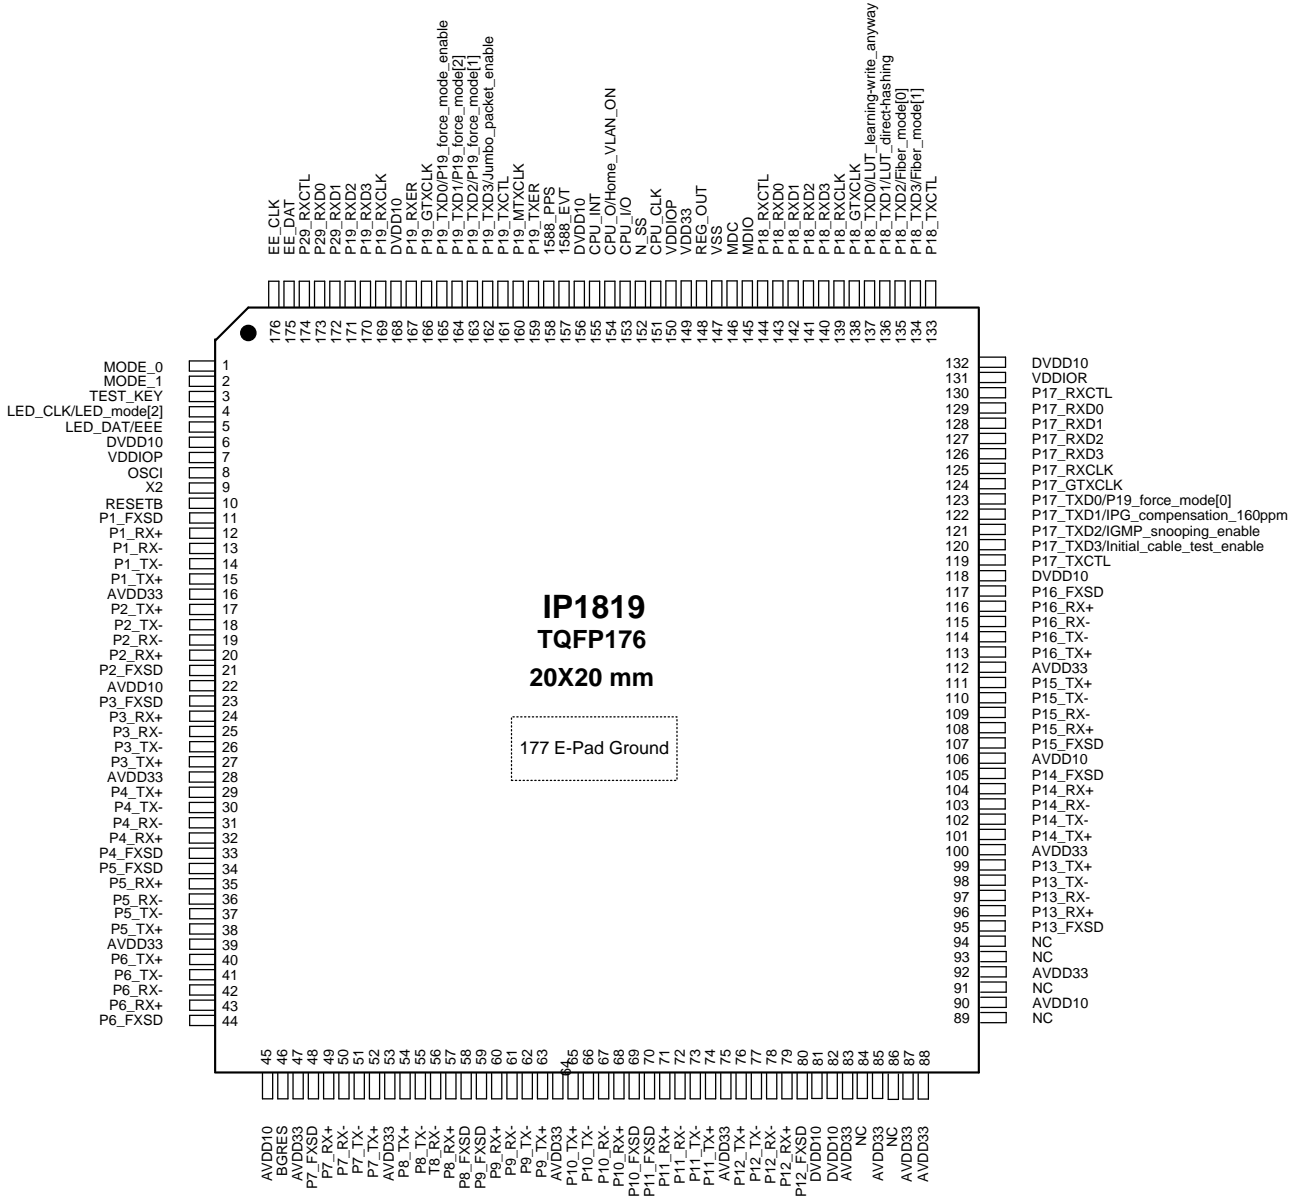 EE_CLK
EE_DAT
P29_RXCTL
P29_RXD0
P29_RXD1
P19_RXD2
P19_RXD3
P19_RXCLK
DVDD10
P19_RXER
P19_GTXCLK
P19_TXD0/P19_force_mode_enable
P19_TXD1/P19_force_mode[2]
P19_TXD2/P19_force_mode[1]
P19_TXD3/Jumbo_packet_enable
P19_TXCTL
P19_MTXCLK
P19_TXER
1588_PPS
1588_EVT
DVDD10
CPU_INT
CPU_O/Home_VLAN_ON
CPU_I/O
N_SS
CPU_CLK
VDDIOP
VDD33
REG_OUT
VSS
MDC
MDIO
P18_RXCTL
P18_RXD0
P18_RXD1
P18_RXD2
P18_RXD3
P18_RXCLK
P18_GTXCLK
P18_TXD0/LUT_learning-write_anyway
P18_TXD1/LUT_direct-hashing
P18_TXD2/Fiber_mode[0]
P18_TXD3/Fiber_mode[1]
P18_TXCTL
176
175
174
173
172
171
170
169
168
167
166
165
164
163
162
161
160
159
158
157
156
155
154
153
152
151
150
149
148
147
146
145
144
143
142
141
140
139
138
137
136
135
134
133
MODE_0 1
MODE_1 2
TEST_KEY 3
LED_CLK/LED_mode[2] 4
LED_DAT/EEE 5
DVDD10 6
VDDIOP 7
OSCI 8
X2 9
RESETB 10
P1_FXSD 11
P1_RX+ 12
P1_RX- 13
P1_TX- 14
P1_TX+ 15
AVDD33 16
P2_TX+ 17
P2_TX- 18
P2_RX- 19
P2_RX+ 20
P2_FXSD 21
AVDD10 22
P3_FXSD 23
P3_RX+ 24
P3_RX- 25
P3_TX- 26
P3_TX+ 27
AVDD33 28
P4_TX+ 29
P4_TX- 30
P4_RX- 31
P4_RX+ 32
P4_FXSD 33
P5_FXSD 34
P5_RX+ 35
P5_RX- 36
P5_TX- 37
P5_TX+ 38
AVDD33 39
P6_TX+ 40
P6_TX- 41
P6_RX- 42
P6_RX+ 43
P6_FXSD 44
IP1819
TQFP176
20X20 mm
177 E-Pad Ground
132 DVDD10
131 VDDIOR
130 P17_RXCTL
129 P17_RXD0
128 P17_RXD1
127 P17_RXD2
126 P17_RXD3
125 P17_RXCLK
124 P17_GTXCLK
123 P17_TXD0/P19_force_mode[0]
122 P17_TXD1/IPG_compensation_160ppm
121 P17_TXD2/IGMP_snooping_enable
120 P17_TXD3/Initial_cable_test_enable
119 P17_TXCTL
118 DVDD10
117 P16_FXSD
116 P16_RX+
115 P16_RX-
114 P16_TX-
113 P16_TX+
112 AVDD33
111 P15_TX+
110 P15_TX-
109 P15_RX-
108 P15_RX+
107 P15_FXSD
106 AVDD10
105 P14_FXSD
104 P14_RX+
103 P14_RX-
102 P14_TX-
101 P14_TX+
100 AVDD33
99 P13_TX+
98 P13_TX-
97 P13_RX-
96 P13_RX+
95 P13_FXSD
94 NC
93 NC
92 AVDD33
91 NC
90 AVDD10
89 NC
45
46
47
48
49
50
51
52
53
54
55
56
57
58
59
60
61
62
63
64
65
66
67
68
69
70
71
72
73
74
75
76
77
78
79
80
81
82
83
84
85
86
87
88
AVDD10
BGRES
AVDD33
P7_FXSD
P7_RX+
P7_RX-
P7_TX-
P7_TX+
AVDD33
P8_TX+
P8_TX-
T8_RX-
P8_RX+
P8_FXSD
P9_FXSD
P9_RX+
P9_RX-
P9_TX-
P9_TX+
AVDD33
P10_TX+
P10_TX-
P10_RX-
P10_RX+
P10_FXSD
P11_FXSD
P11_RX+
P11_RX-
P11_TX-
P11_TX+
AVDD33
P12_TX+
P12_TX-
P12_RX-
P12_RX+
P12_FXSD
DVDD10
DVDD10
AVDD33
NC
AVDD33
NC
AVDD33
AVDD33